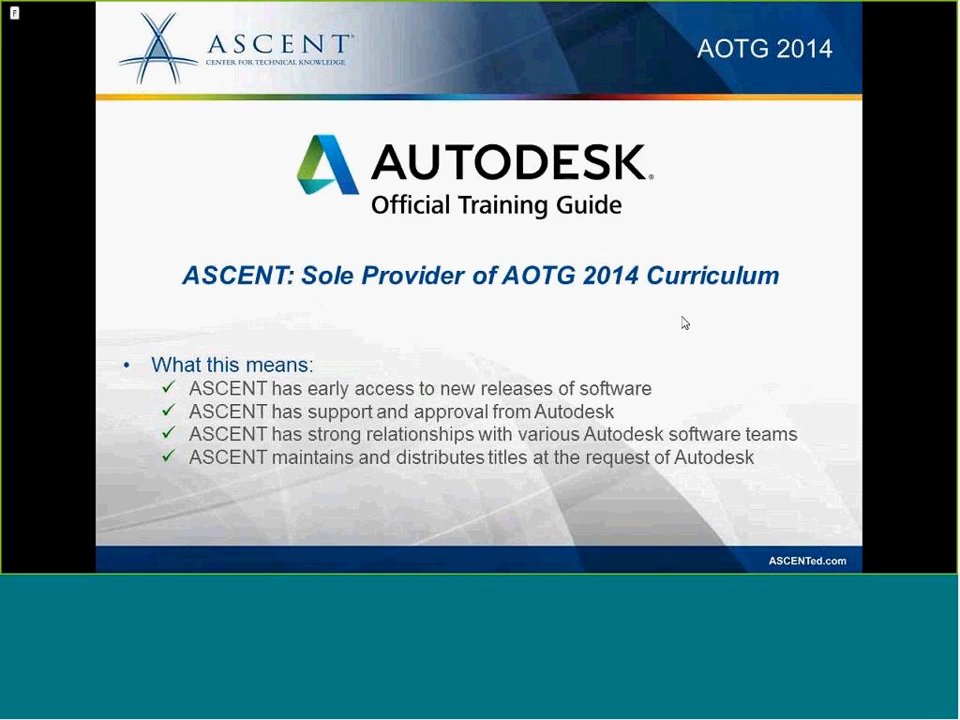 F
ASCENT®
CENTER FOR TECHNICAL KNOWLEDGE
AOTG 2014
AUTODESK®
Official Training Guide
ASCENT: Sole Provider of AOTG 2014 Curriculum
• What this means:
✓ ASCENT has early access to new releases of software
✓ ASCENT has support and approval from Autodesk
✓ ASCENT has strong relationships with various Autodesk software teams
✓ ASCENT maintains and distributes titles at the request of Autodesk
ASCENTed.com